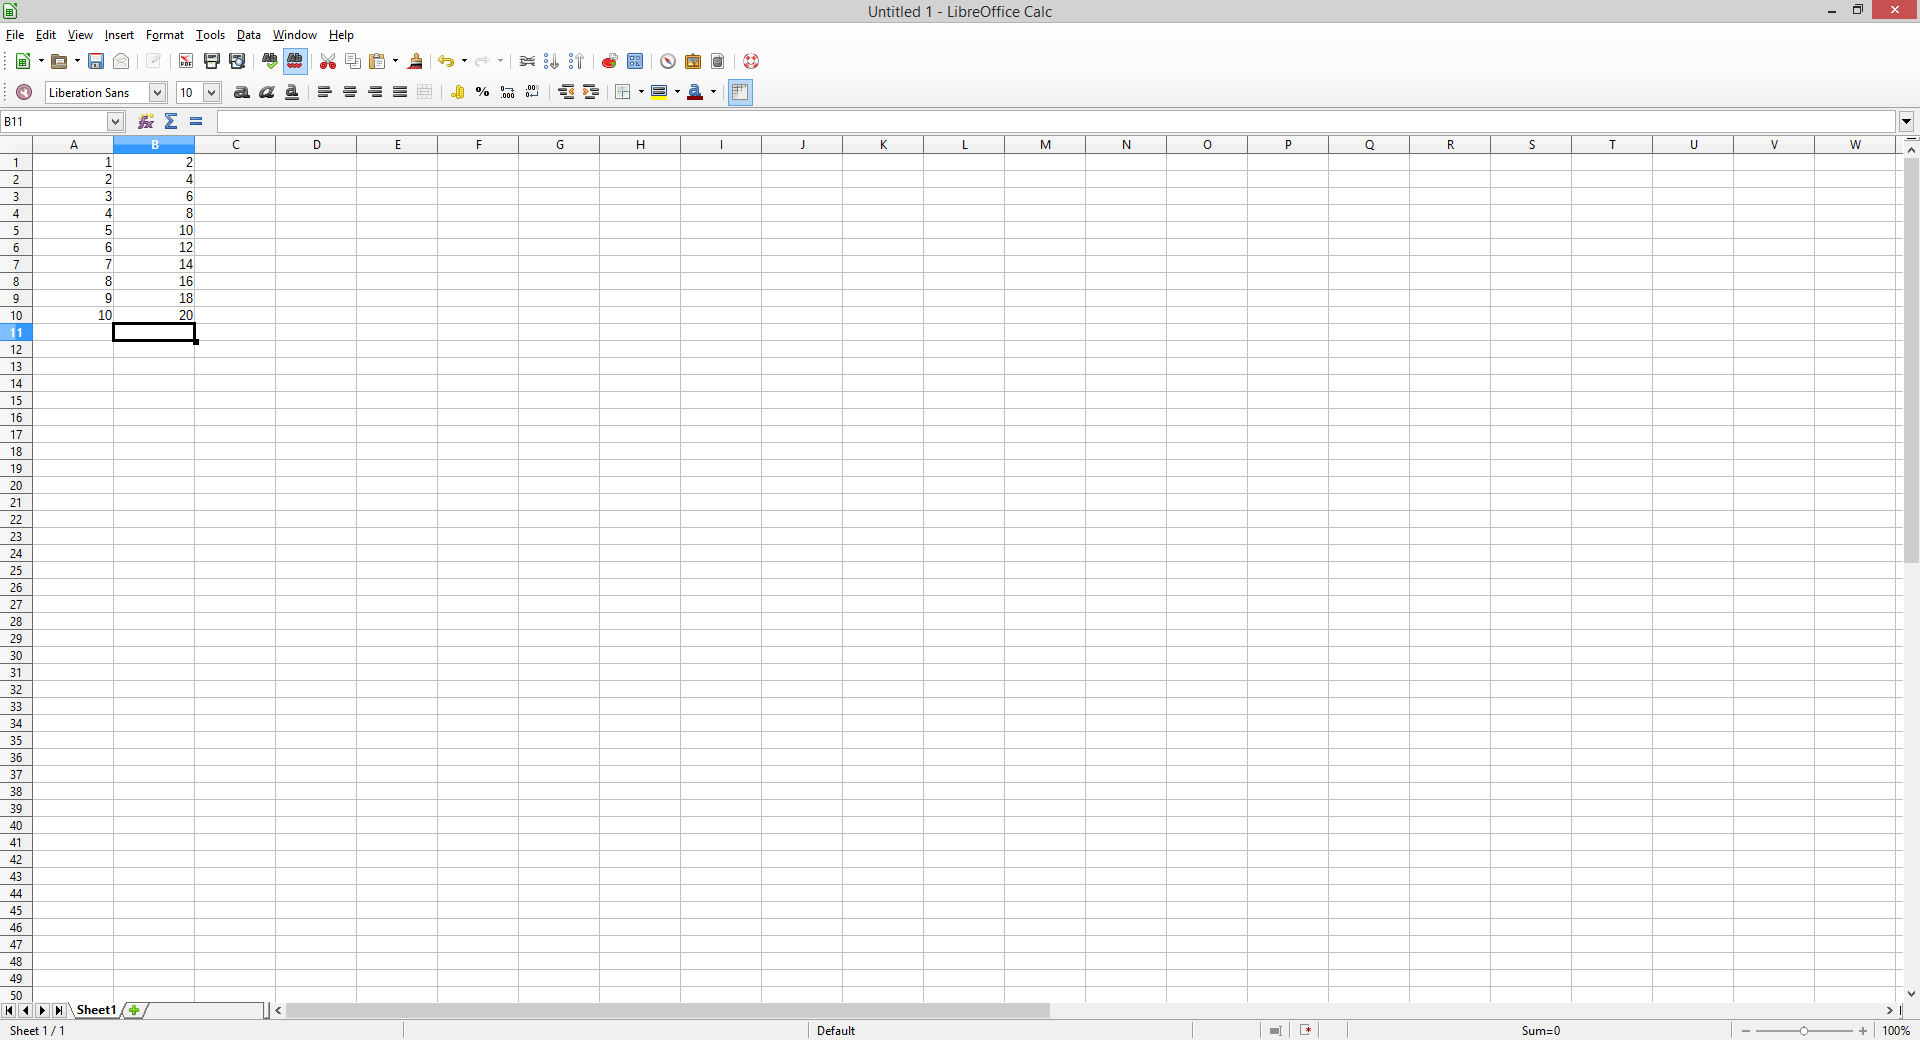 Untitled 1 - LibreOffice Calc
File Edit View Insert Format Tools Data Window Help
Liberation Sans 10
B11
A B C D E F G H I J K L M N O P Q R S T U V W
1 1 2
2 2 4
3 3 6
4 4 8
5 5 10
6 6 12
7 7 14
8 8 16
9 9 18
10 10 20
11
12
13
14
15
16
17
18
19
20
21
22
23
24
25
26
27
28
29
30
31
32
33
34
35
36
37
38
39
40
41
42
43
44
45
46
47
48
49
50
Sheet1
Sheet 1 / 1 Default Sum=0 100%